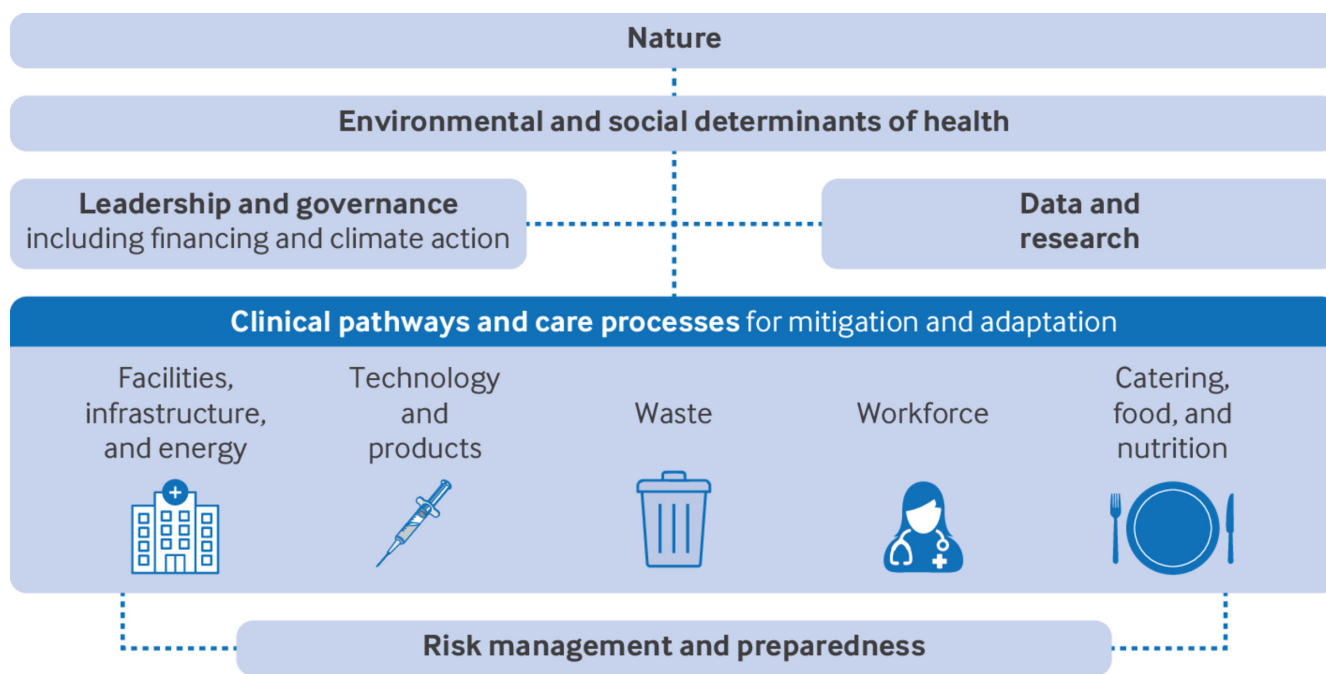 Nature
Environmental and social determinants of health
Leadership and governance
including financing and climate action
Data and
research
Clinical pathways and care processes for mitigation and adaptation
Facilities,
infrastructure,
and energy
Technology
and
products
Waste
Workforce
Catering,
food, and
nutrition
Risk management and preparedness